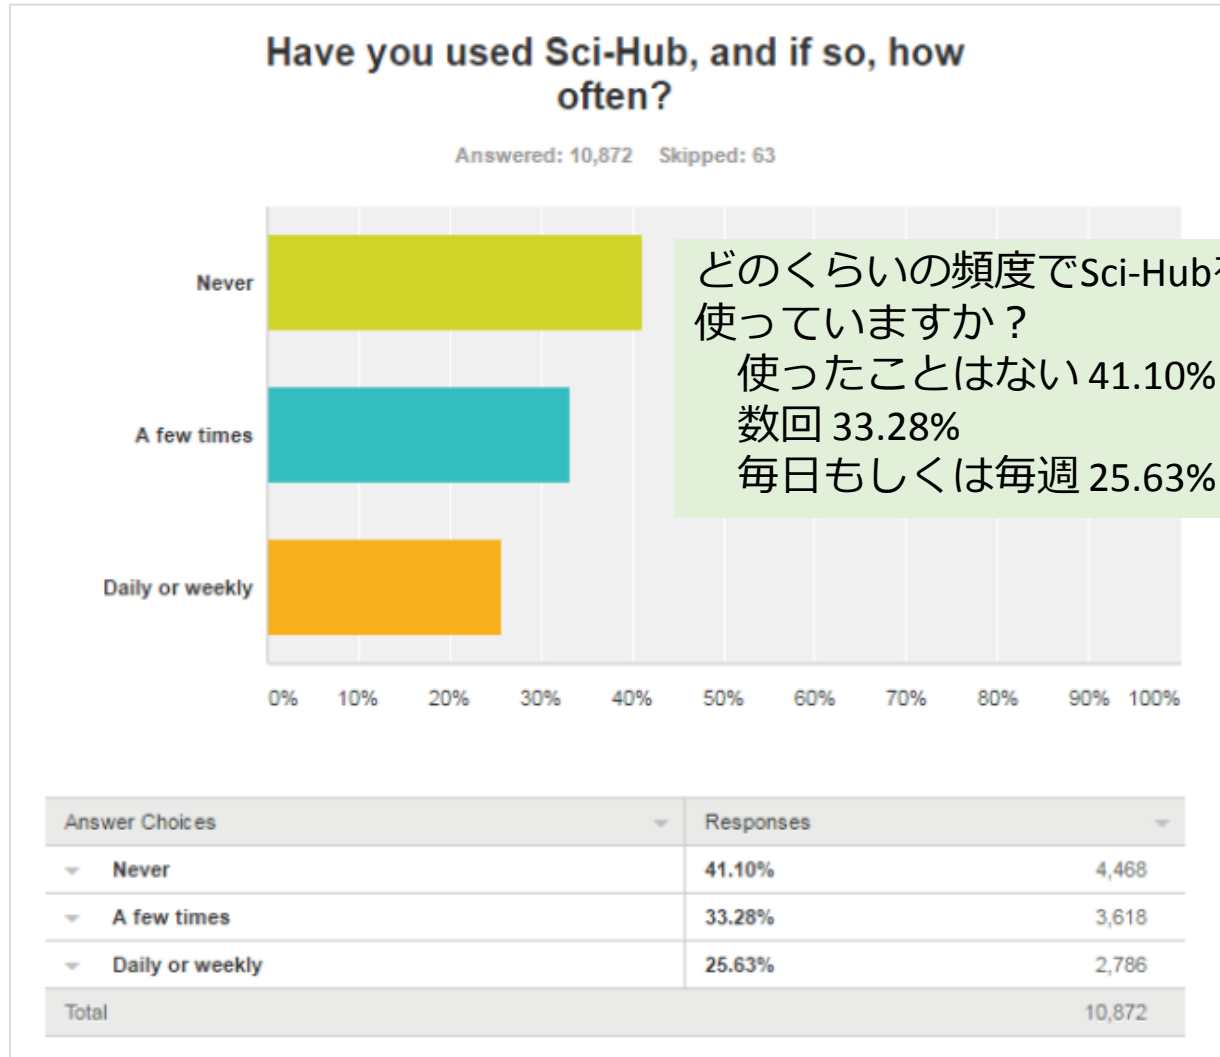 Have you used Sci-Hub, and if so, how
often?
Answered: 10,872 Skipped: 63
Never
A few times
Daily or weekly
どのくらいの頻度でSci-Hubを
使っていますか？
使ったことはない 41.10%
数回 33.28%
毎日もしくは毎週 25.63%
0% 10% 20% 30% 40% 50% 60% 70% 80% 90% 100%
Answer Choices Responses
Never 41.10% 4,468
A few times 33.28% 3,618
Daily or weekly 25.63% 2,786
Total 10,872